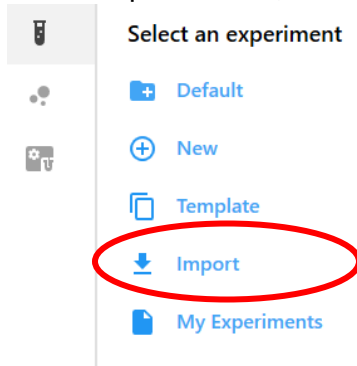 Select an experiment
Default
New
Template
Import
My Experiments